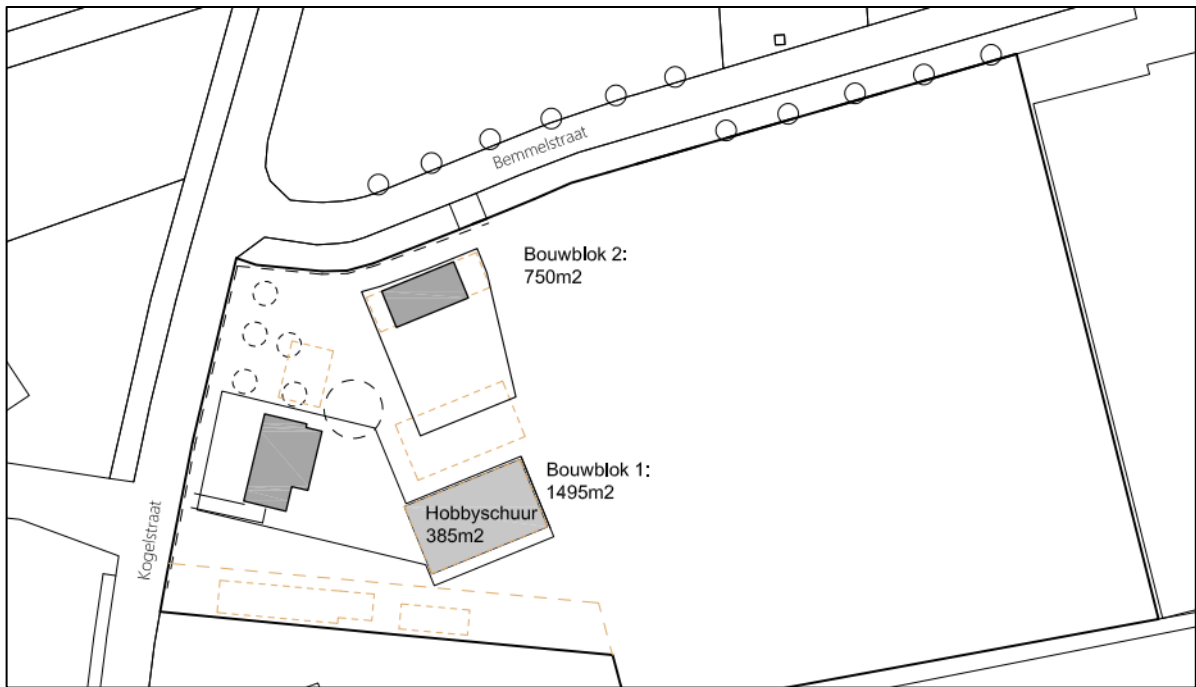 Bemmelstraat
Bouwblok 2:
750m2
Bouwblok 1:
1495m2
Hobbyschuur
385m2
Kogelstraat